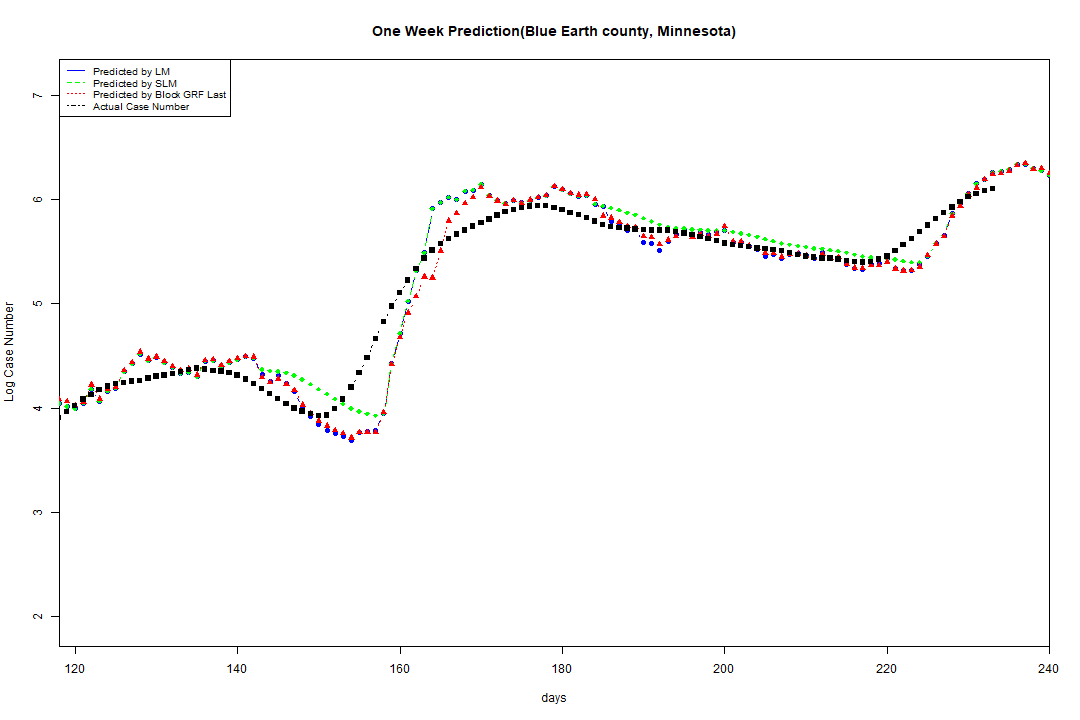 One Week Prediction(Blue Earth county, Minnesota)
Predicted by LM
Predicted by SLM
Predicted by Block GRF Last
Actual Case Number
7
6
5
4
3
2
Log Case Number
120 140 160 180 200 220 240
days